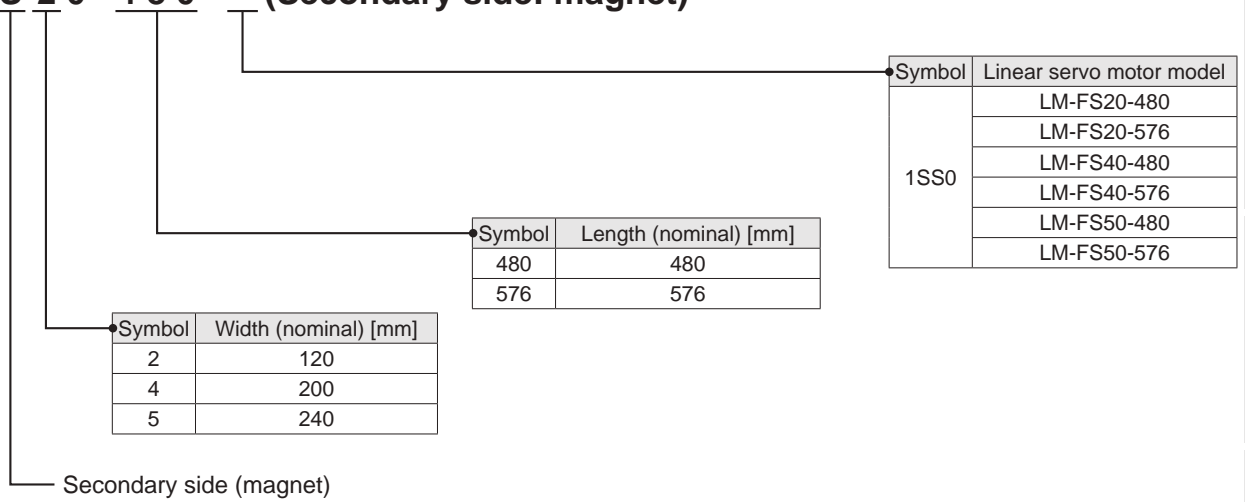 (Secondary side: magnet)
Symbol Linear servo motor model
1SS0
LM-FS20-480
LM-FS20-576
LM-FS40-480
LM-FS40-576
LM-FS50-480
LM-FS50-576
Symbol Length (nominal) [mm]
480 480
576 576
Symbol Width (nominal) [mm]
2 120
4 200
5 240
Secondary side (magnet)